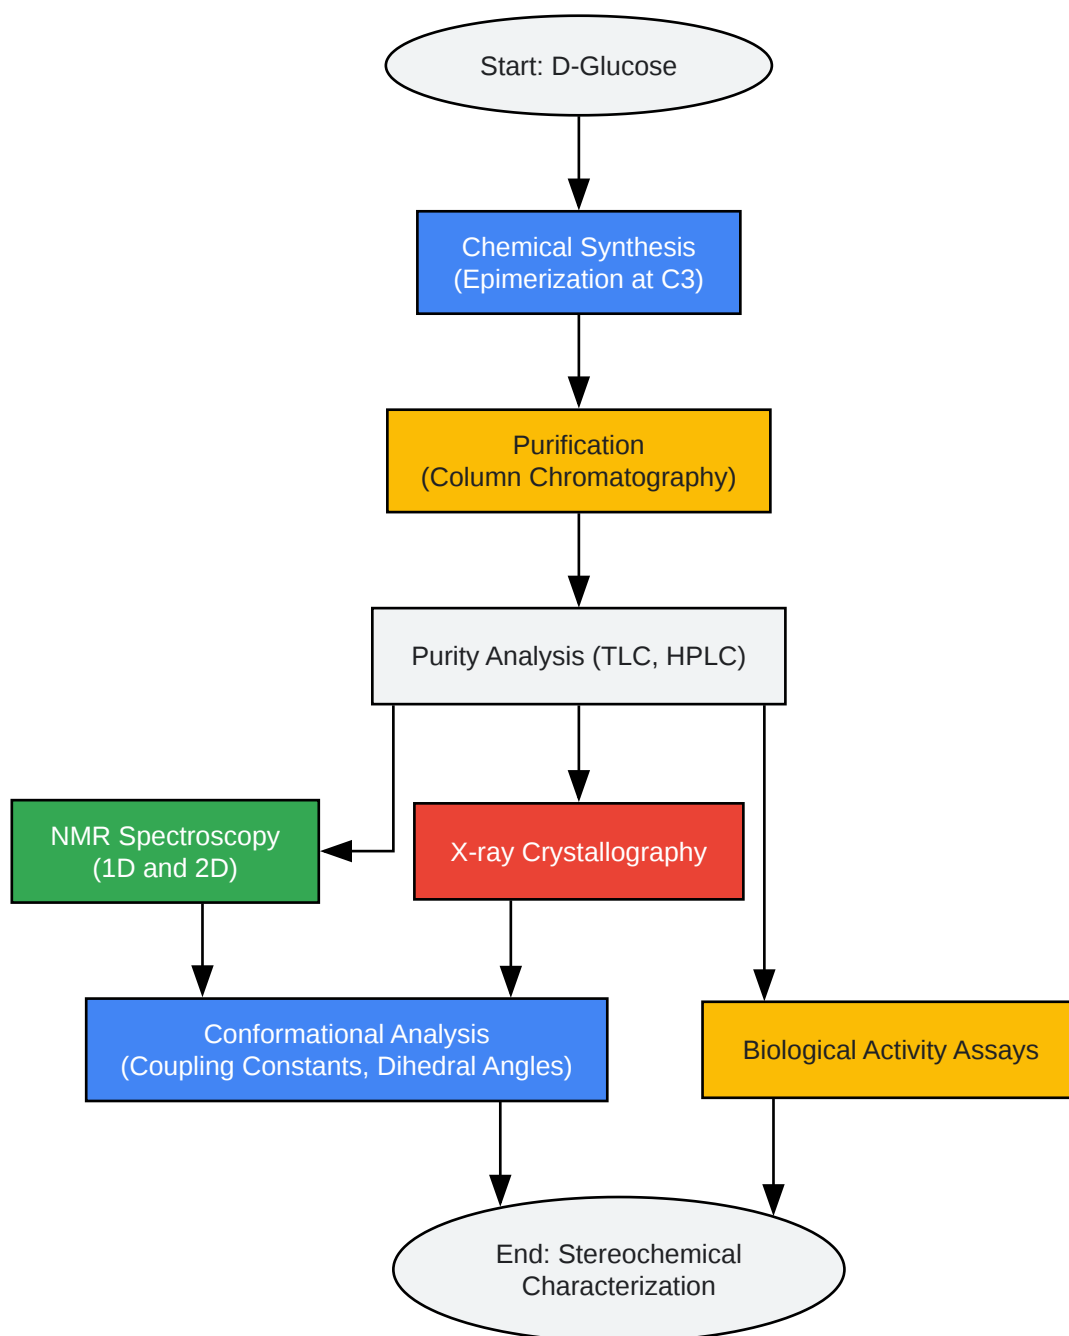 Start: D-Glucose
Chemical Synthesis
(Epimerization at C3)
Purification
(Column Chromatography)
Purity Analysis (TLC, HPLC)
NMR Spectroscopy
(1D and 2D)
X-ray Crystallography
Conformational Analysis
(Coupling Constants, Dihedral Angles)
Biological Activity Assays
End: Stereochemical
Characterization